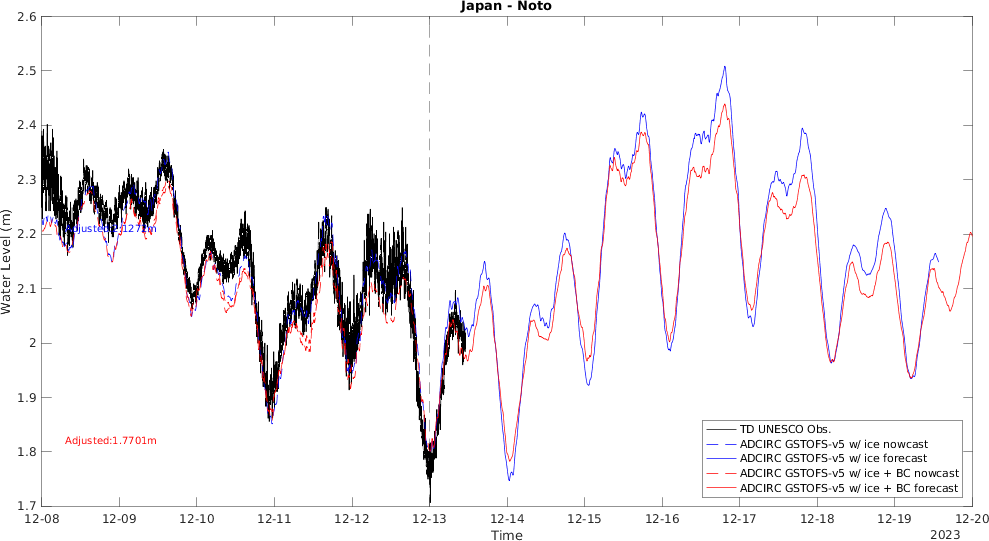 Japan - Noto
Water Level (m)
2.6
2.5
2.4
2.3
2.2
2.1
2
1.9
1.8
1.7
Adjusted:1.7701m
TD UNESCO Obs.
ADCIRC GSTOFS-v5 w/ ice nowcast
ADCIRC GSTOFS-v5 w/ ice forecast
ADCIRC GSTOFS-v5 w/ ice + BC nowcast
ADCIRC GSTOFS-v5 w/ ice + BC forecast
12-08 12-09 12-10 12-11 12-12 12-13 12-14 12-15 12-16 12-17 12-18 12-19 12-20
Time
2023